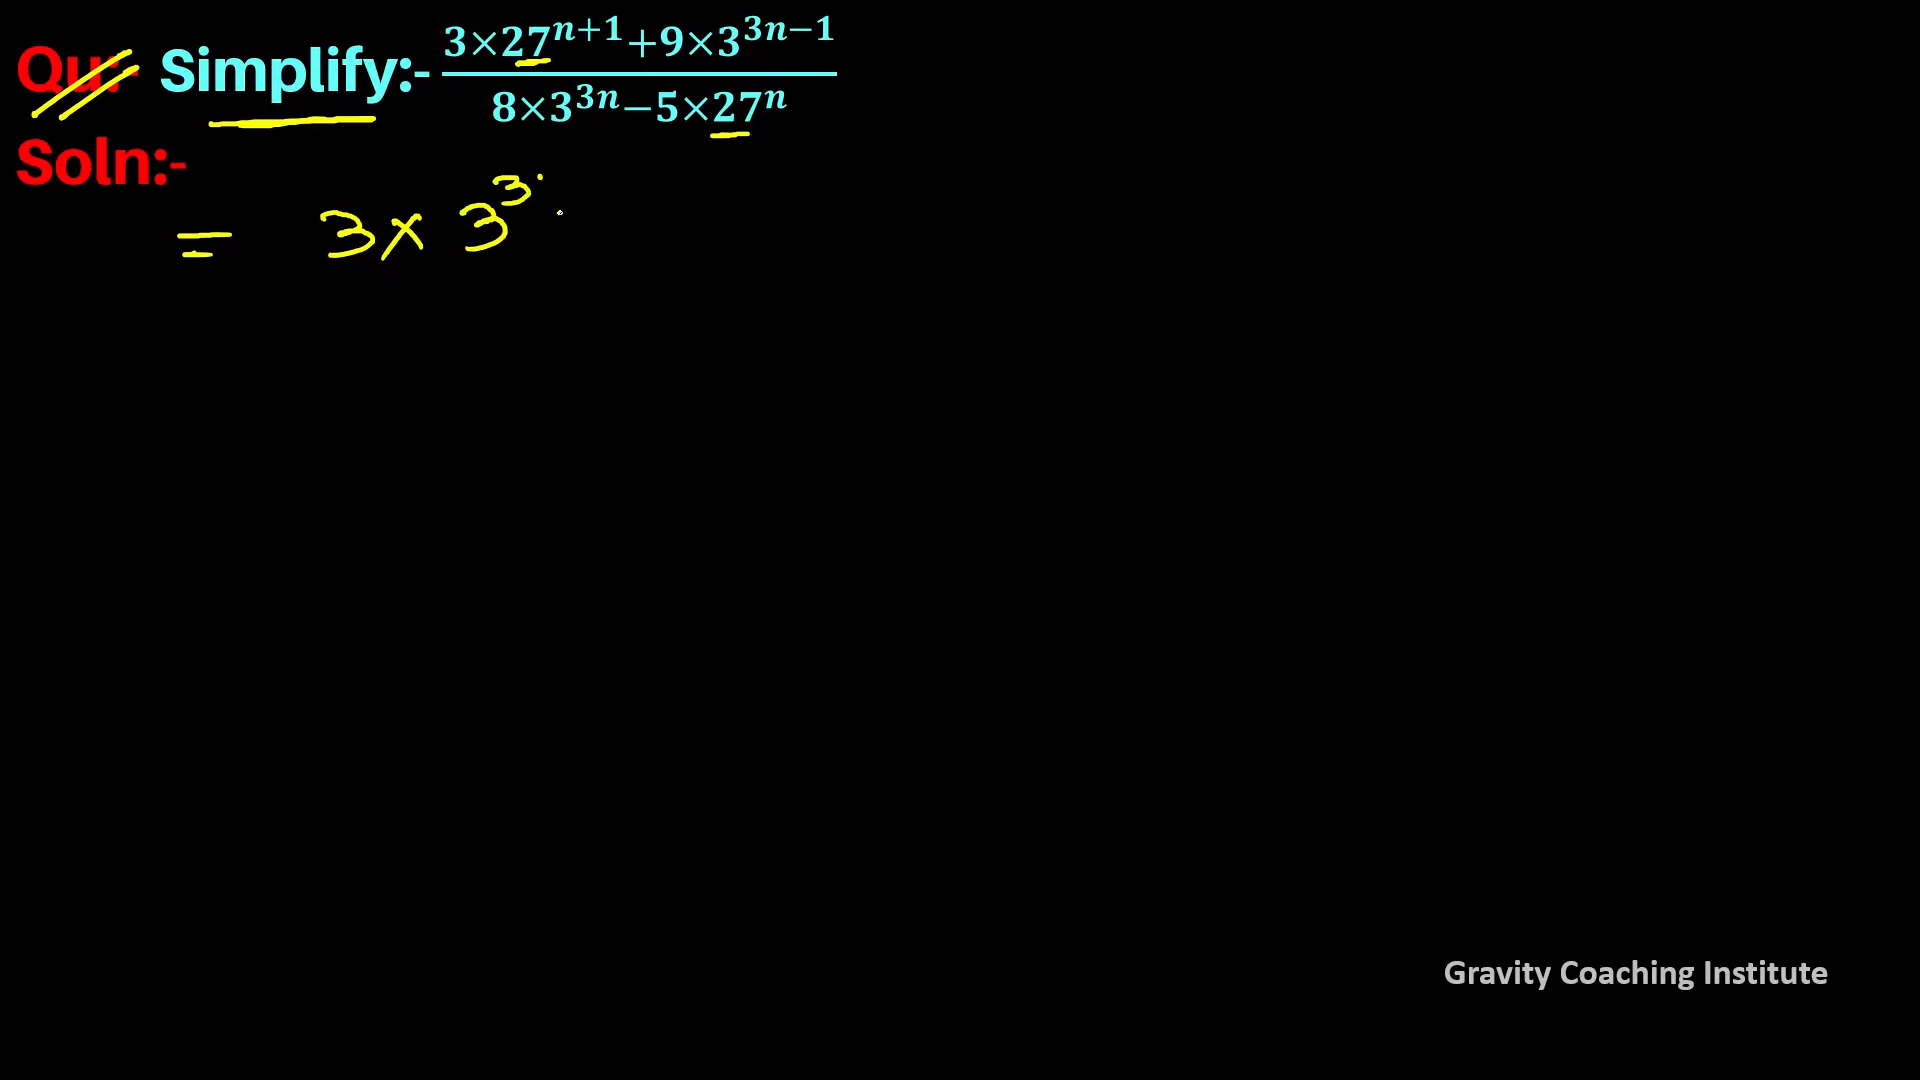 Qu:- Simplify:- \frac{3×27^{n+1}+9×3^{3n-1}}{8×3^{3n}-5×27^{n}}
Soln:-
= 3 × 3^{3}
Gravity Coaching Institute